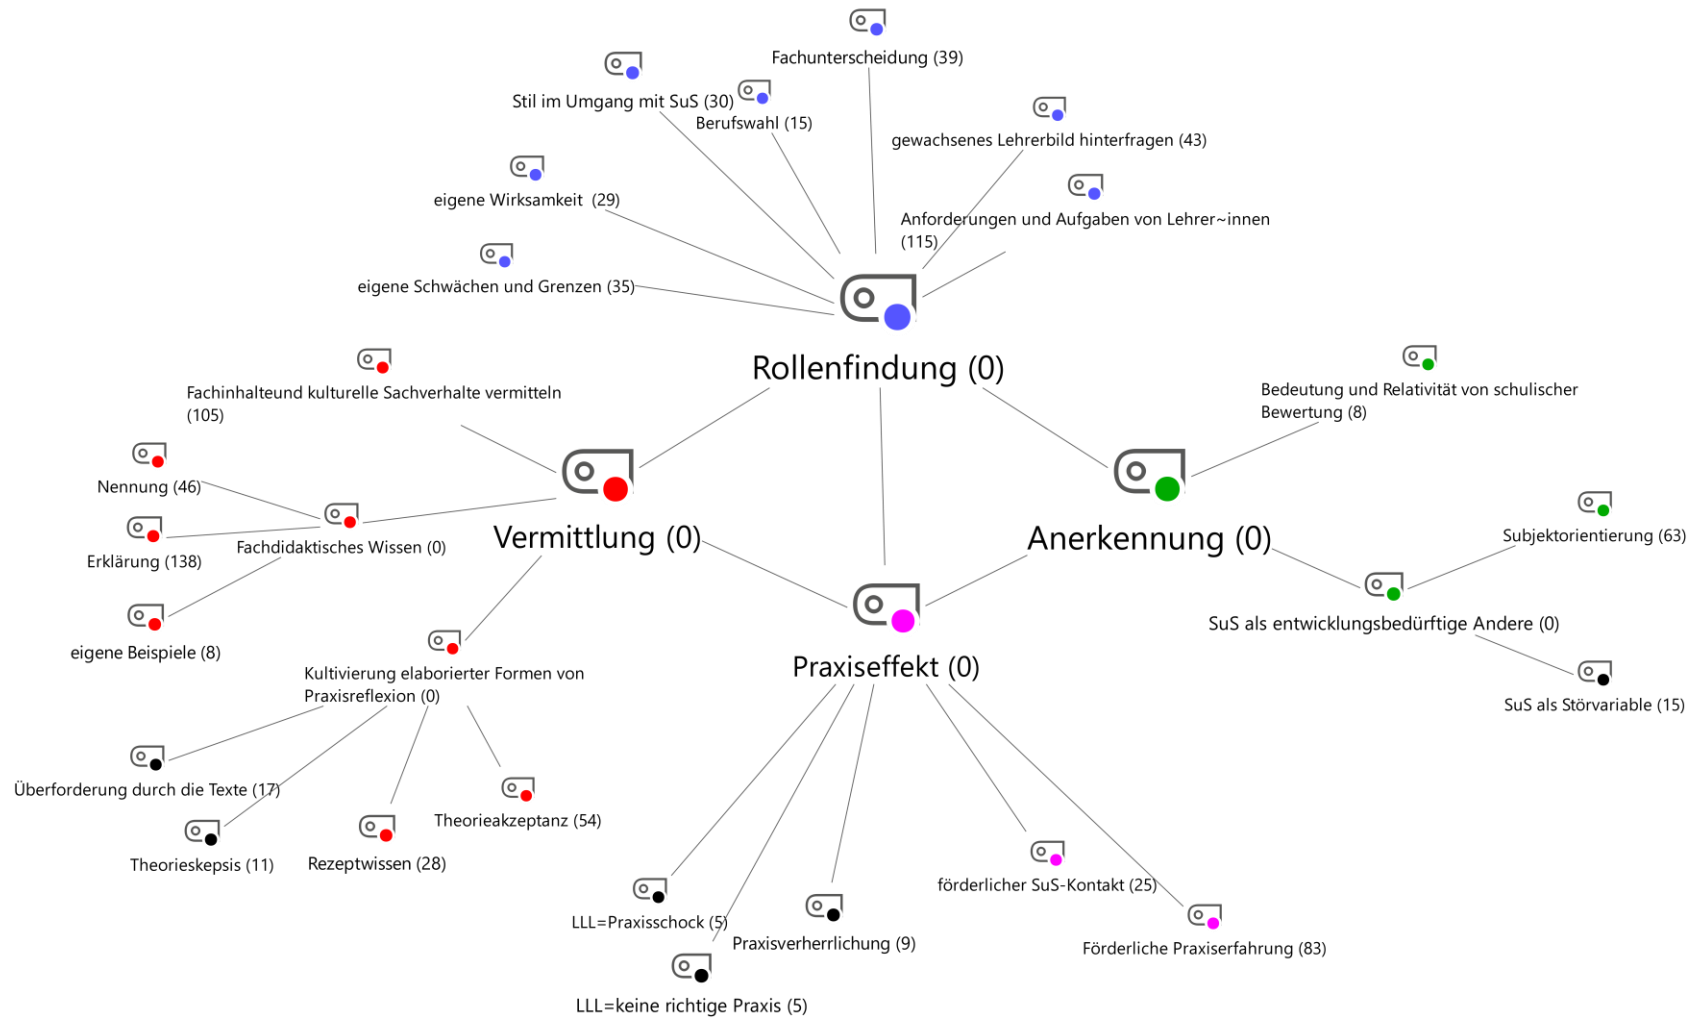 Fachunterscheidung (39)
Stil im Umgang mit SuS (30)
Berufswahl (15)
gewachsenes Lehrerbild hinterfragen (43)
eigene Wirksamkeit (29)
Anforderungen und Aufgaben von Lehrer~innen
(115)
eigene Schwächen und Grenzen (35)
Rollenfindung (0)
Fachinhalteund kulturelle Sachverhalte vermitteln
(105)
Bedeutung und Relativität von schulischer
Bewertung (8)
Nennung (46)
Fachdidaktisches Wissen (0)
Erklärung (138)
Vermittlung (0)
Anerkennung (0)
Subjektorientierung (63)
SuS als entwicklungsbedürftige Andere (0)
eigene Beispiele (8)
Praxiseffekt (0)
Kultivierung elaborierter Formen von
Praxisreflexion (0)
SuS als Störvariable (15)
Überforderung durch die Texte (17)
Theorieakzeptanz (54)
Theorieskepsis (11)
Rezeptwissen (28)
förderlicher SuS-Kontakt (25)
LLL=Praxisschock (5)
Praxisverherrlichung (9)
Förderliche Praxiserfahrung (83)
LLL=keine richtige Praxis (5)